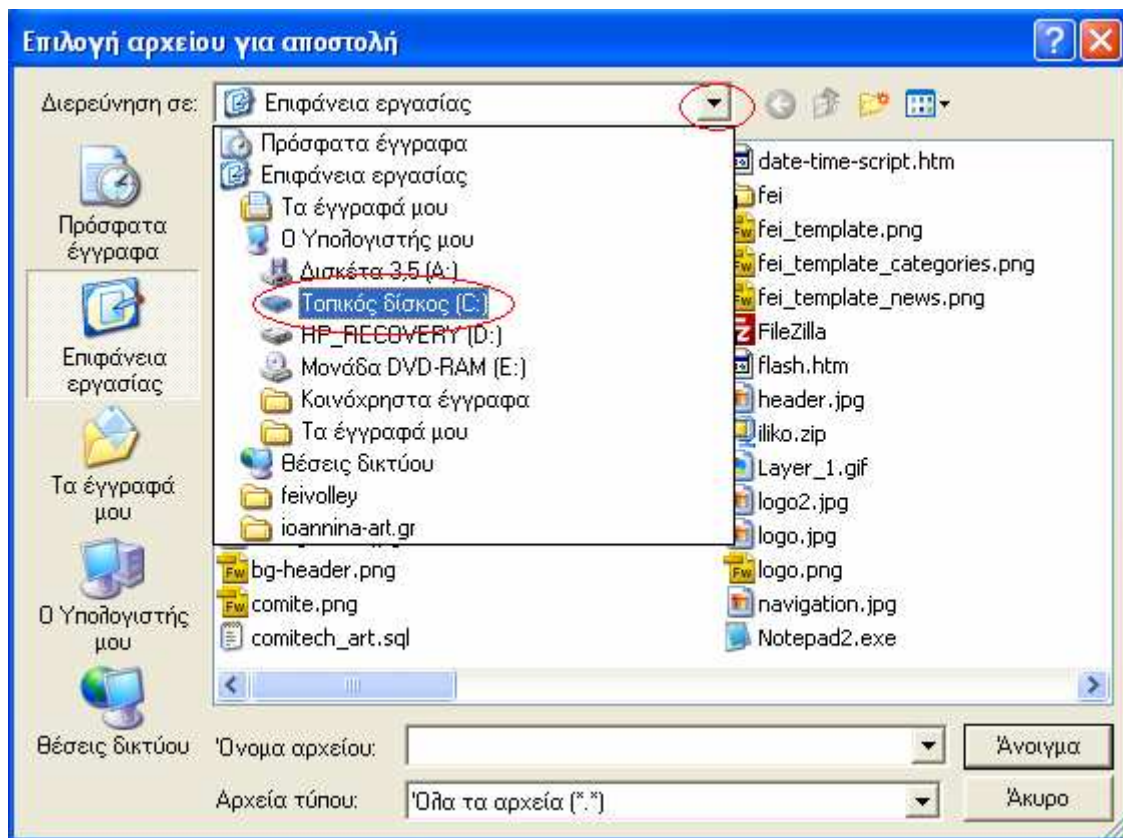 Επιλογή αρχείου για αποστολή
Διερεύνηση σε:
Επιφάνεια εργασίας
Πρόσφατα έγγραφα
Επιφάνεια εργασίας
Τα έγγραφά μου
Ο Υπολογιστής μου
Δισκέτα 3,5 (A:)
Τοπικός δίσκος (C:)
HP_RECOVERY (D:)
Μονάδα DVD-RAM (E:)
Κοινόχρηστα έγγραφα
Τα έγγραφά μου
Θέσεις δικτύου
feivolley
ioannina-art.gr
Πρόσφατα
έγγραφα
Επιφάνεια
εργασίας
Τα έγγραφά
μου
Ο Υπολογιστής
μου
Θέσεις δικτύου
bg-header.png
comite.png
comitech_art.sql
date-time-script.htm
fei
fei_template.png
fei_template_categories.png
fei_template_news.png
FileZilla
flash.htm
header.jpg
iliko.zip
Layer_1.gif
logo2.jpg
logo.jpg
logo.png
navigation.jpg
Notepad2.exe
Όνομα αρχείου:
Άνοιγμα
Αρχεία τύπου:
Όλα τα αρχεία (*.*)
Άκυρο